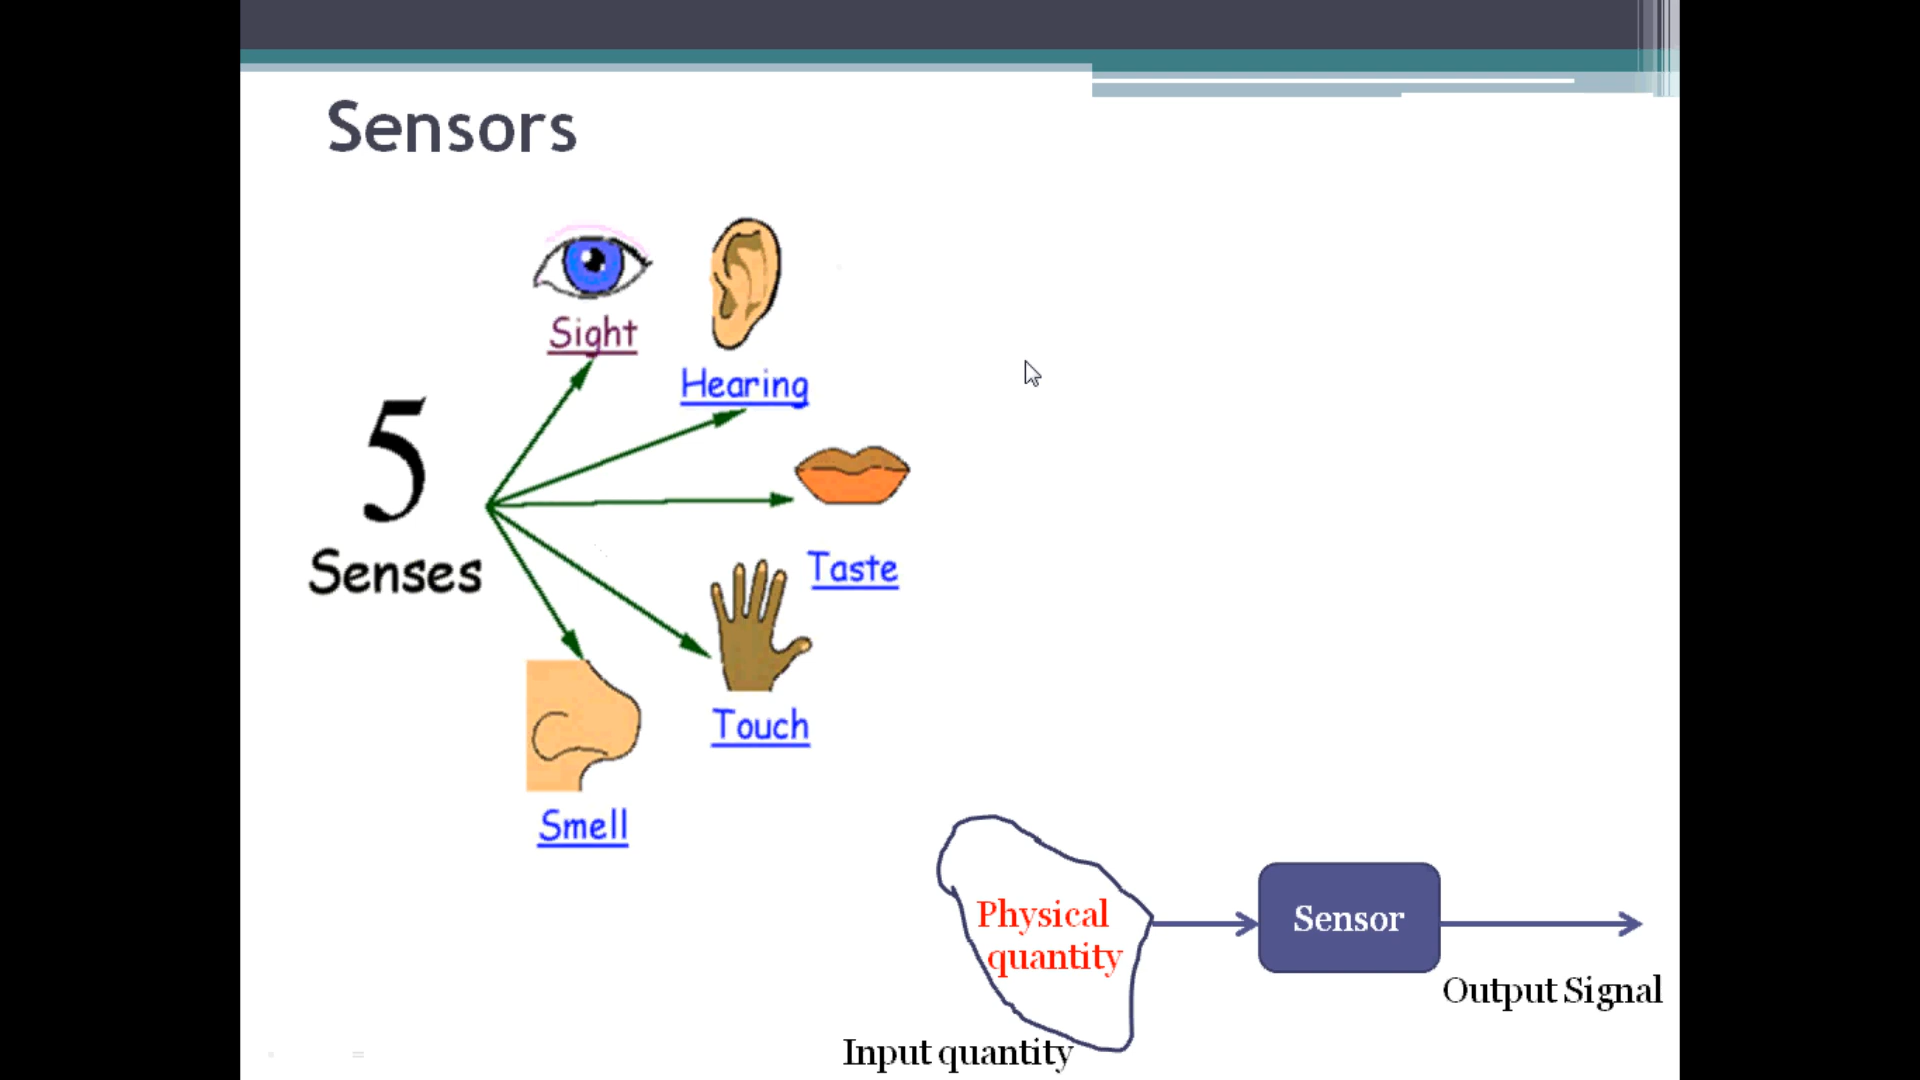 Sensors
Sight
Hearing
5
Senses
Taste
Touch
Smell
Physical
quantity
Sensor
Output Signal
Input quantity